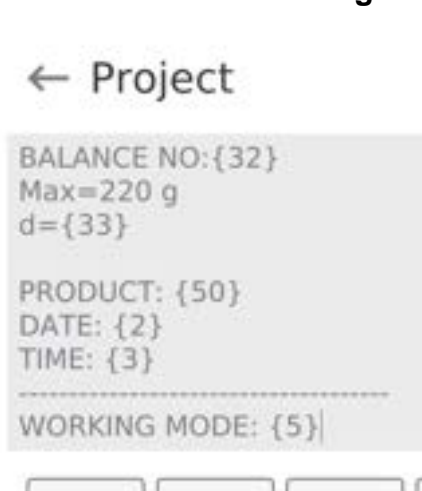 ← Project
BALANCE NO:{32}
Max=220 g
d={33}
PRODUCT: {50}
DATE: {2}
TIME: {3}
------------------------------------
WORKING MODE: {5}